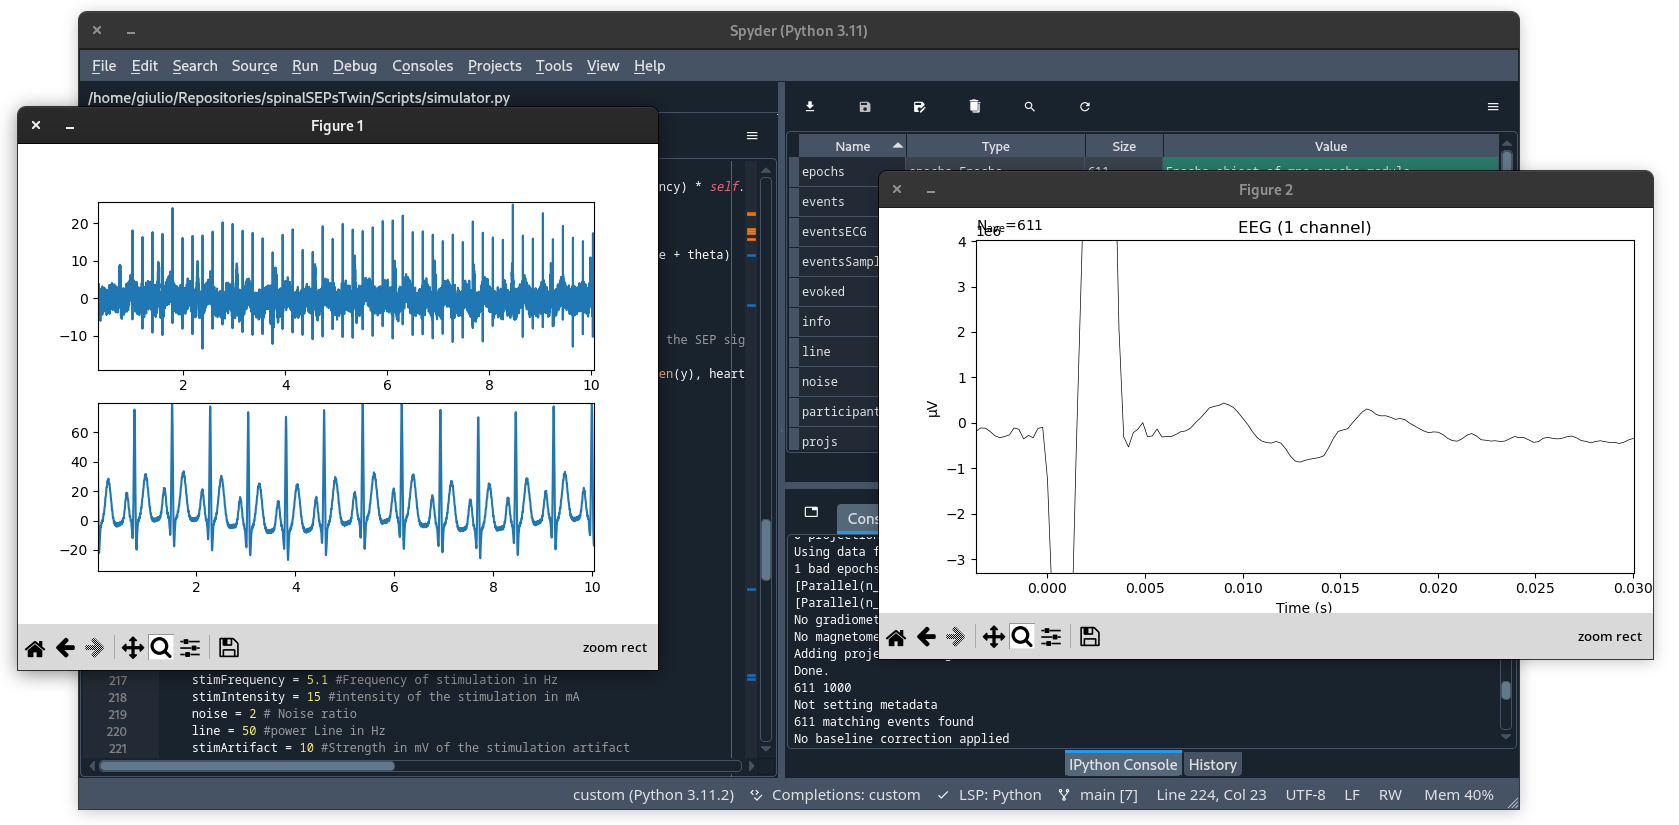 Spyder (Python 3.11)
File Edit Search Source Run Debug Consoles Projects Tools View Help
/home/giulio/Repositories/spinalSEPsTwin/Scripts/simulator.py
Figure 1
20
10
0
−10
2 4 6 8 10
60
40
20
0
−20
2 4 6 8 10
zoom rect
ncy) * self.
e + theta)
the SEP sig
en(y), heart
217 stimFrequency = 5.1 #Frequency of stimulation in Hz
218 stimIntensity = 15 #intensity of the stimulation in mA
219 noise = 2 # Noise ratio
220 line = 50 #power Line in Hz
221 stimArtifact = 10 #Strength in mV of the stimulation artifact
Name Type Size Value
epochs
events
eventsECG
eventsSampl
evoked
info
line
noise
participant
projs
Figure 2
Nave=611
1e6
EEG (1 channel)
4
3
2
1
0
−1
−2
−3
µV
0.000 0.005 0.010 0.015 0.020 0.025 0.030
Time (s)
zoom rect
Cons
Using data f
1 bad epochs
[Parallel(n_
[Parallel(n_
No gradiomet
No magnetome
Adding proje
Done.
611 1000
Not setting metadata
611 matching events found
No baseline correction applied
IPython Console History
custom (Python 3.11.2) Completions: custom LSP: Python main [7] Line 224, Col 23 UTF-8 LF RW Mem 40%